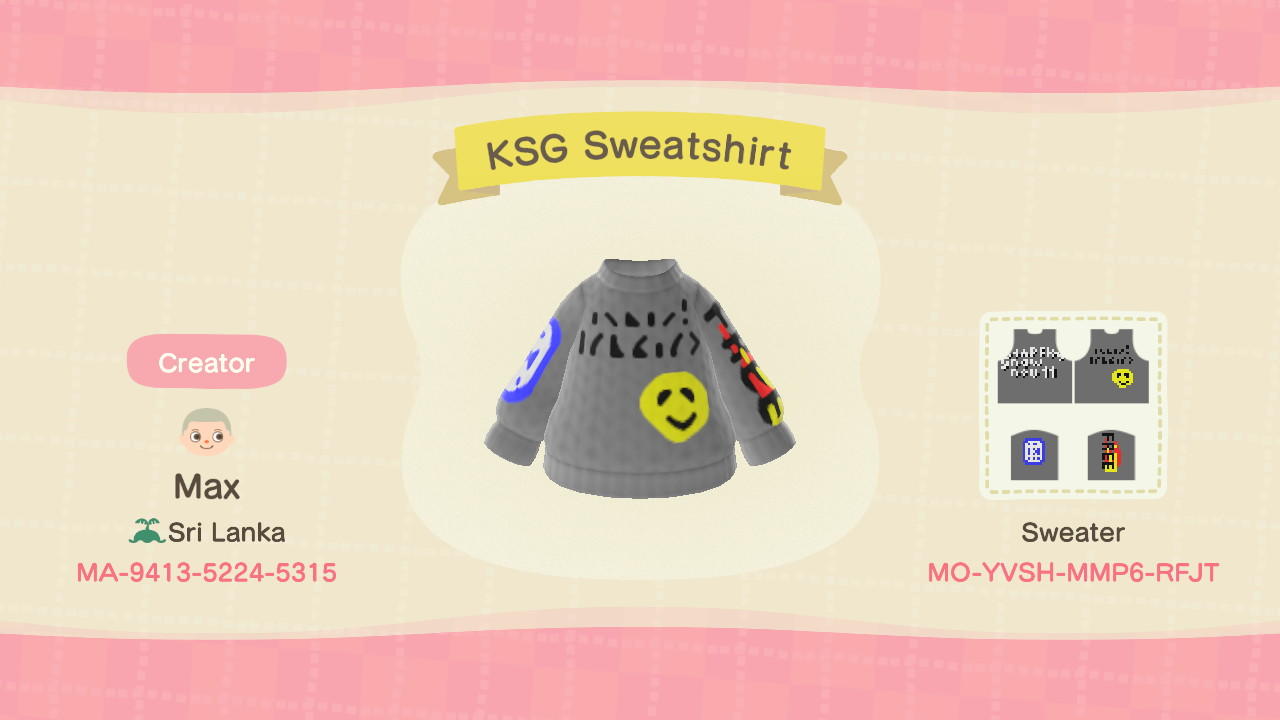 KSG Sweatshirt
Creator
Max
Sri Lanka
MA-9413-5224-5315
Sweater
MO-YVSH-MMP6-RFJT